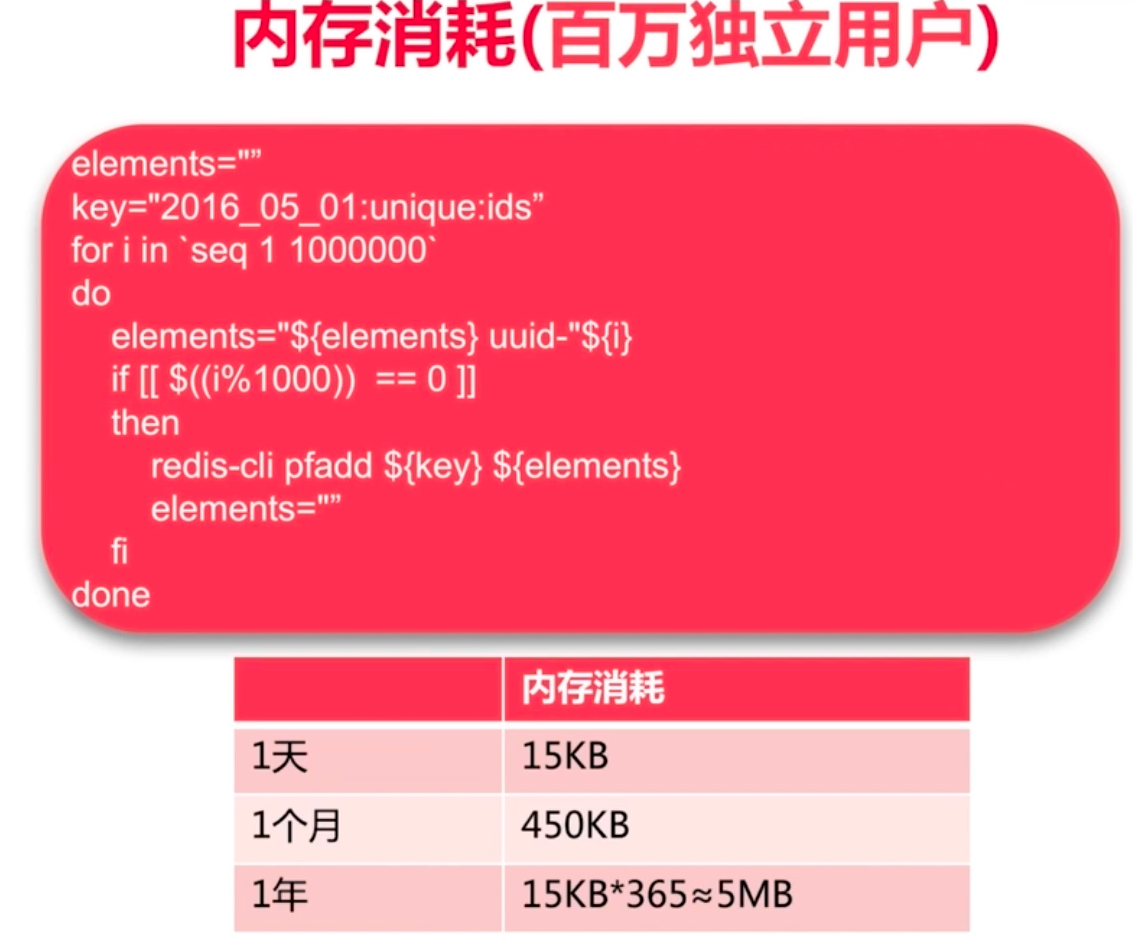 内存消耗(百万独立用户)
elements=""”
key="2016_05_01:unique:ids”
for i in `seq 1 1000000`
do
elements="${elements} uuid-"${i}
if [[ $((i%1000))  == 0 ]]
then
redis-cli pfadd ${key} ${elements}
elements=""”
fi
done
内存消耗
1天 15KB
1个月 450KB
1年 15KB*365≈5MB